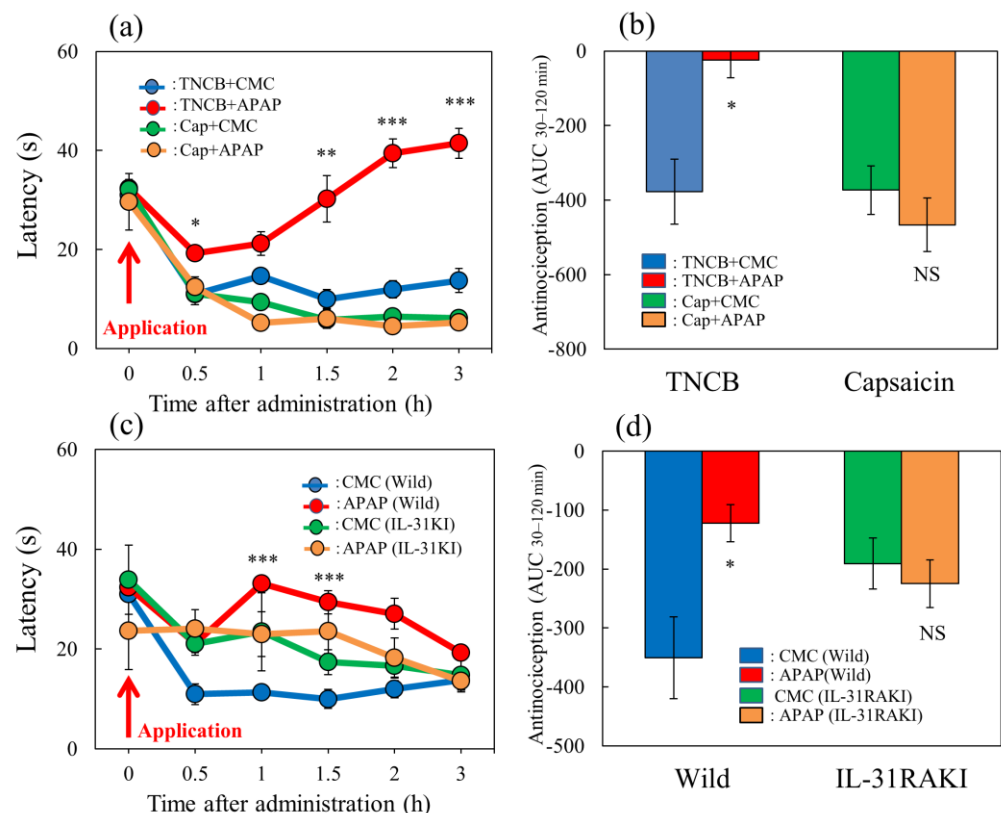 (a)
60
40
20
0
Latency (s)
: TNCB+CMC
: TNCB+APAP
: Cap+CMC
: Cap+APAP
*
**
***
***
Application
0 0.5 1 1.5 2 3
Time after administration (h)
(b)
0
-200
-400
-600
-800
Antinociception (AUC 30–120 min)
*
NS
: TNCB+CMC
: TNCB+APAP
: Cap+CMC
: Cap+APAP
TNCB Capsaicin
(c)
60
40
20
0
Latency (s)
: CMC (Wild)
: APAP (Wild)
: CMC (IL-31KI)
: APAP (IL-31KI)
***
***
Application
0 0.5 1 1.5 2 3
Time after administration (h)
(d)
0
-100
-200
-300
-400
-500
Antinociception (AUC 30–120 min)
*
NS
: CMC (Wild)
: APAP(Wild)
CMC (IL-31RAKI)
: APAP (IL-31RAKI)
Wild IL-31RAKI